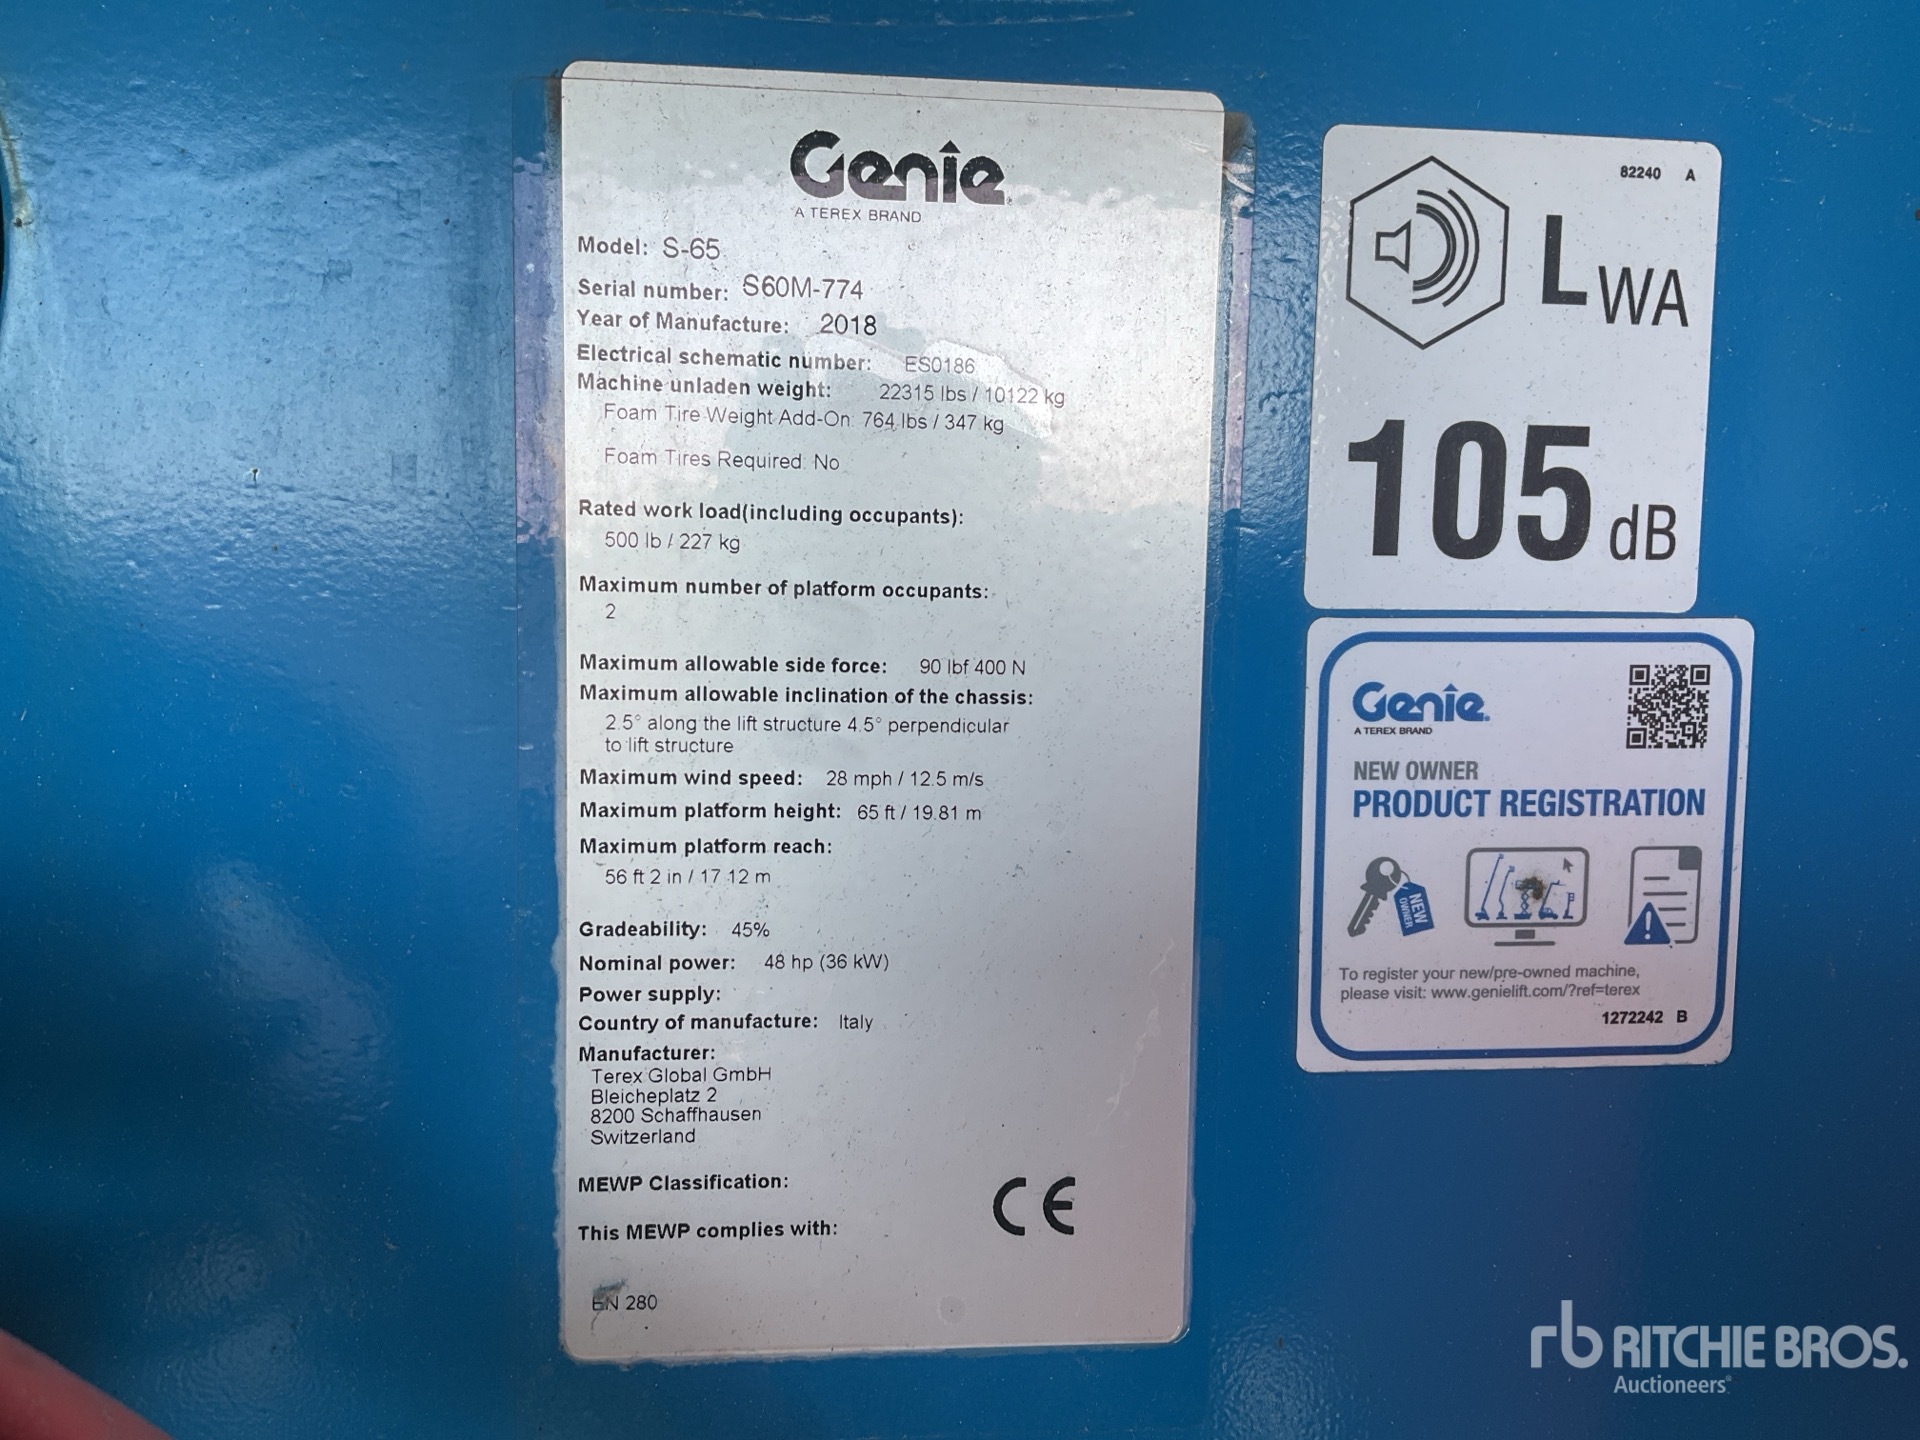 Genie
A TEREX BRAND
Model: S-65
Serial number: S60M-774
Year of Manufacture: 2018
Electrical schematic number: ES0186
Machine unladen weight: 22315 lbs / 10122 kg
Foam Tire Weight Add-On: 764 lbs / 347 kg
Foam Tires Required: No
Rated work load(including occupants):
500 lb / 227 kg
Maximum number of platform occupants:
2
Maximum allowable side force: 90 lbf 400 N
Maximum allowable inclination of the chassis:
2.5° along the lift structure 4.5° perpendicular
to lift structure
Maximum wind speed: 28 mph / 12.5 m/s
Maximum platform height: 65 ft / 19.81 m
Maximum platform reach:
56 ft 2 in / 17.12 m
Gradeability: 45%
Nominal power: 48 hp (36 kW)
Power supply:
Country of manufacture: Italy
Manufacturer:
Terex Global GmbH
Bleicheplatz 2
8200 Schaffhausen
Switzerland
MEWP Classification:
This MEWP complies with:
CE
EN 280
82240 A
LWA
105 dB
Genie
A TEREX BRAND
NEW OWNER
PRODUCT REGISTRATION
NEW
OWNER
To register your new/pre-owned machine,
please visit: www.genielift.com/?ref=terex
1272242 B
rb RITCHIE BROS.
Auctioneers®